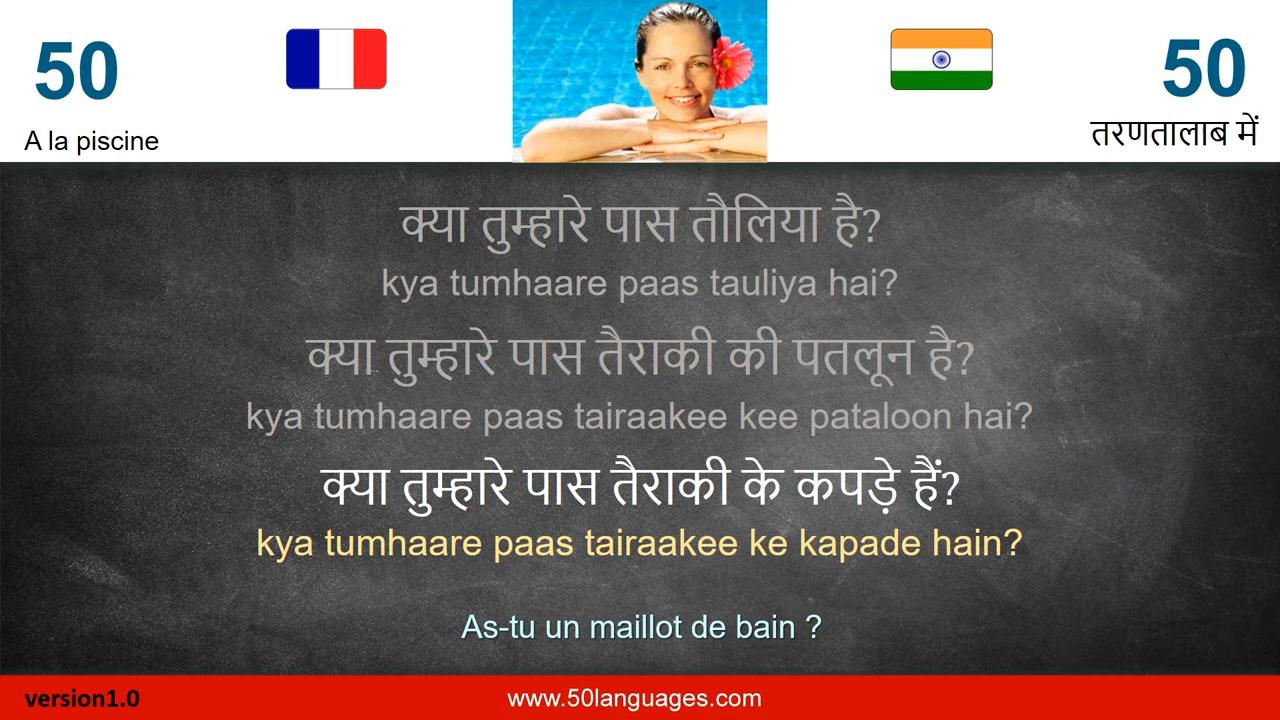 50
A la piscine
50
तरणतालाब में
क्या तुम्हारे पास तौलिया है?
kya tumhaare paas tauliya hai?
क्या तुम्हारे पास तैराकी की पतलून है?
kya tumhaare paas tairaakee kee pataloon hai?
क्या तुम्हारे पास तैराकी के कपड़े हैं?
kya tumhaare paas tairaakee ke kapade hain?
As-tu un maillot de bain ?
version1.0
www.50languages.com